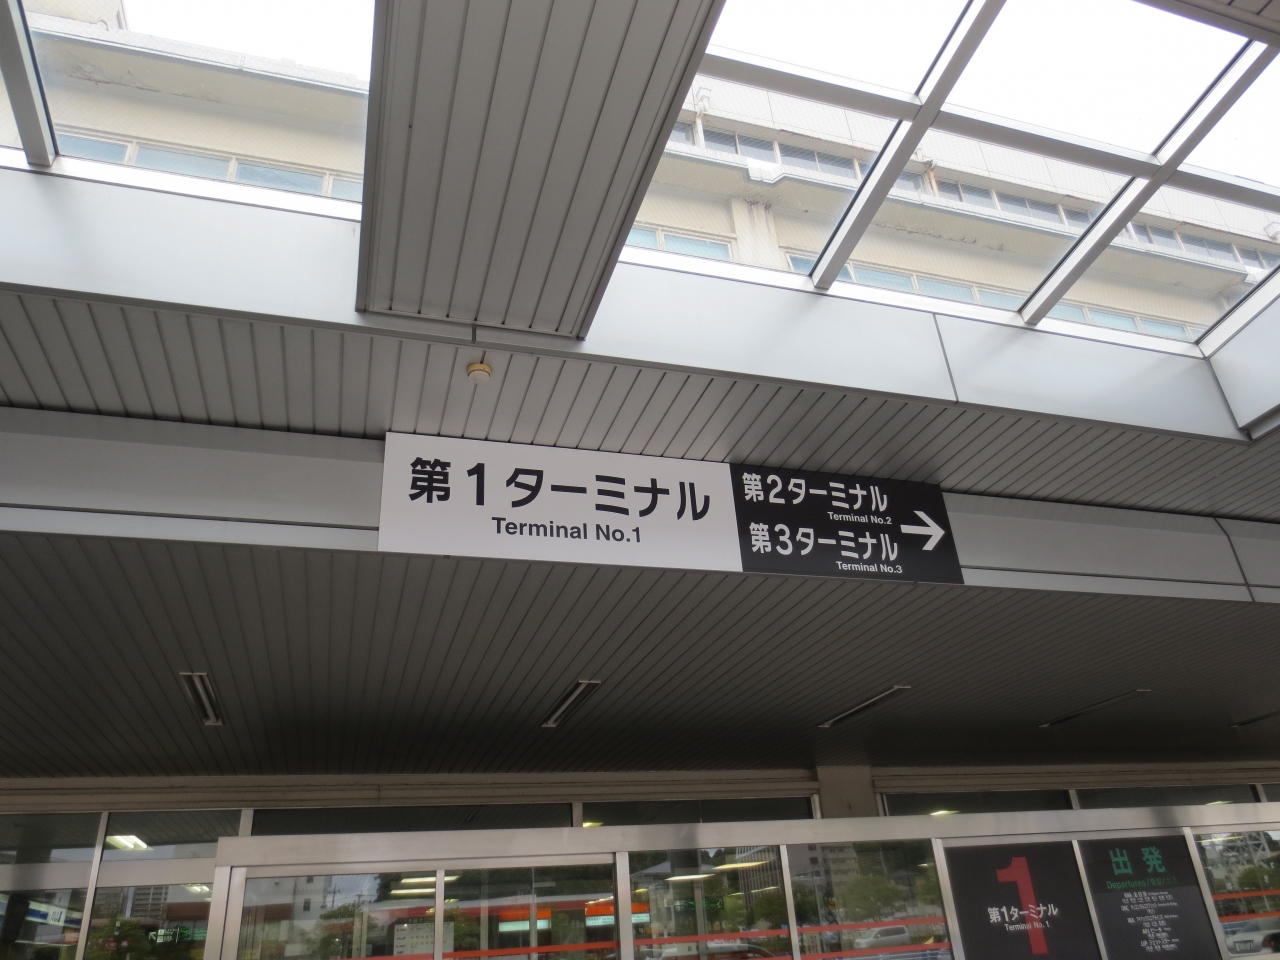 第1ターミナル
Terminal No.1
第2ターミナル
Terminal No.2
第3ターミナル
Terminal No.3
1
第1ターミナル
Terminal No.1
出発
Departures